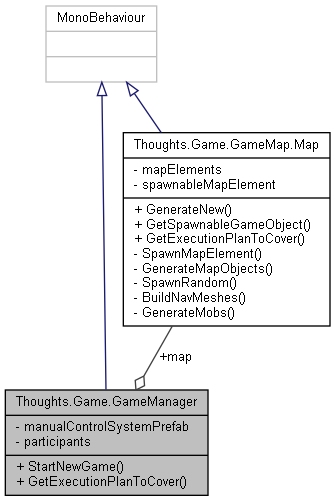 MonoBehaviour
Thoughts.Game.GameMap.Map
- mapElements
- spawnableMapElement
+ GenerateNew()
+ GetSpawnableGameObject()
+ GetExecutionPlanToCover()
- SpawnMapElement()
- GenerateMapObjects()
- SpawnRandom()
- BuildNavMeshes()
- GenerateMobs()
+map
Thoughts.Game.GameManager
- manualControlSystemPrefab
- participants
+ StartNewGame()
+ GetExecutionPlanToCover()